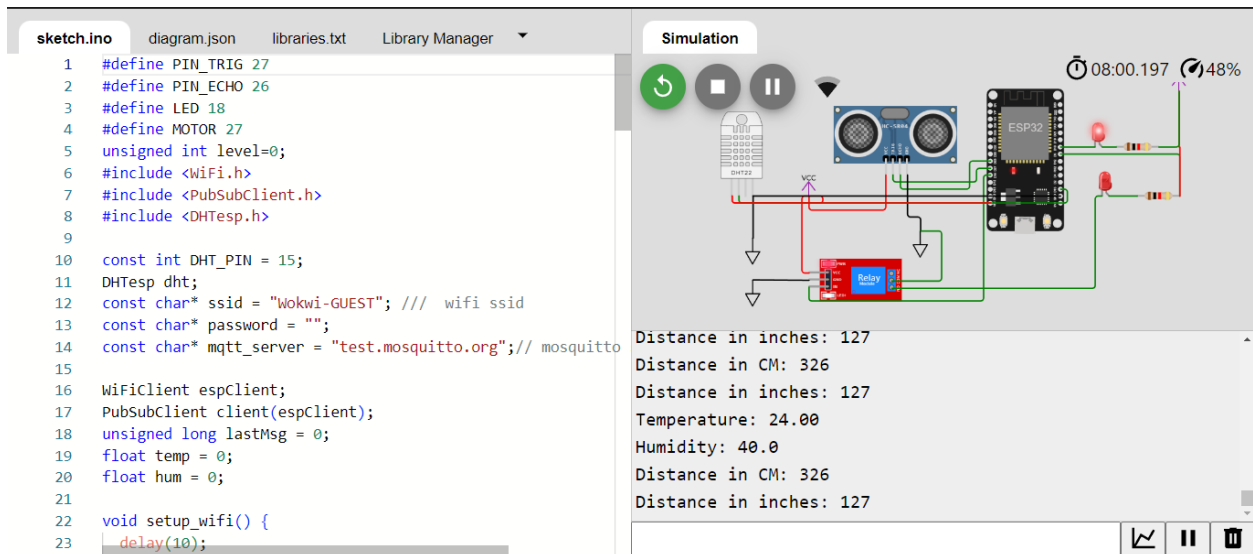 sketch.ino diagram.json libraries.txt Library Manager
1 #define PIN_TRIG 27
2 #define PIN_ECHO 26
3 #define LED 18
4 #define MOTOR 27
5 unsigned int level=0;
6 #include <WiFi.h>
7 #include <PubSubClient.h>
8 #include <DHTesp.h>
9
10 const int DHT_PIN = 15;
11 DHTesp dht;
12 const char* ssid = "Wokwi-GUEST"; ///  wifi ssid
13 const char* password = "";
14 const char* mqtt_server = "test.mosquitto.org";// mosquitto
15
16 WiFiClient espClient;
17 PubSubClient client(espClient);
18 unsigned long lastMsg = 0;
19 float temp = 0;
20 float hum = 0;
21
22 void setup_wifi() {
23 delay(10);
Simulation
08:00.197 48%
ESP32
HC-SR04
DHT22
VCC
Relay
Module
Distance in inches: 127
Distance in CM: 326
Distance in inches: 127
Temperature: 24.00
Humidity: 40.0
Distance in CM: 326
Distance in inches: 127